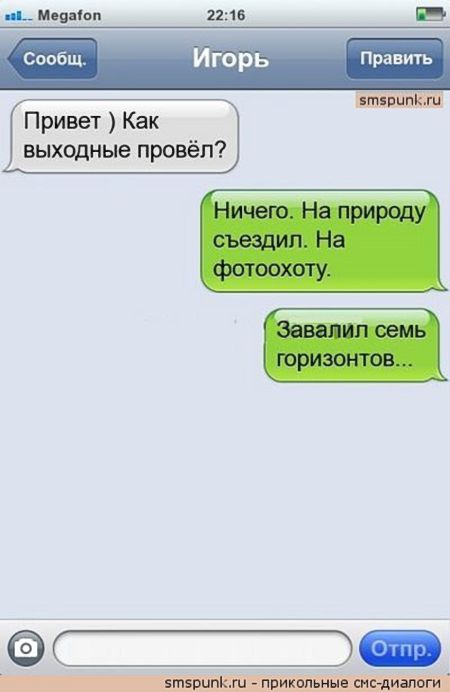 Megafon 22:16
Сообщ. Игорь Править
smspunk.ru
Привет ) Как
выходные провёл?
Ничего. На природу
съездил. На
фотоохоту.
Завалил семь
горизонтов...
Отпр.
smspunk.ru - прикольные смс-диалоги